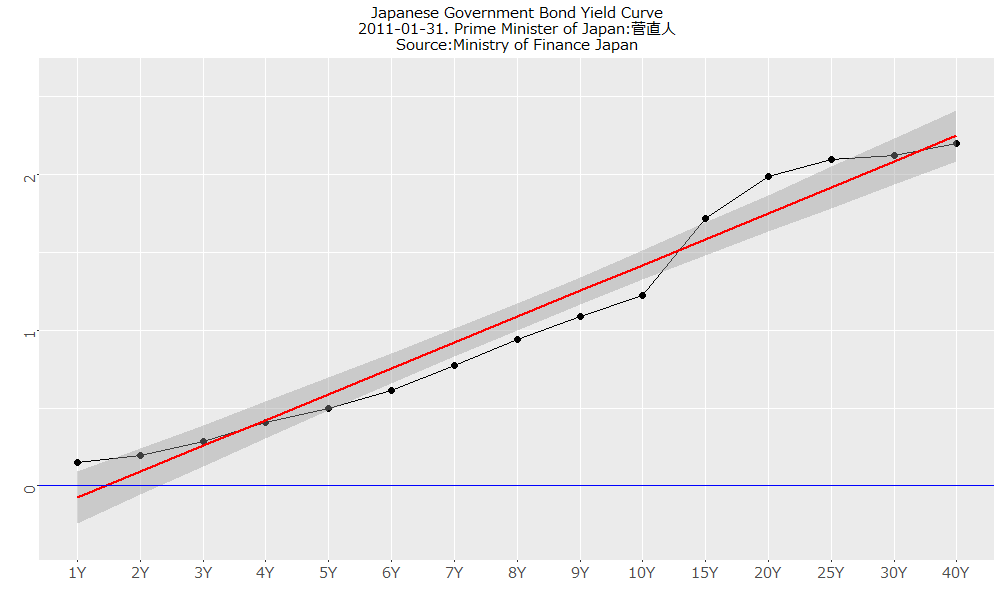 Japanese Government Bond Yield Curve
2011-01-31. Prime Minister of Japan:菅直人
Source:Ministry of Finance Japan
2
1
0
1Y 2Y 3Y 4Y 5Y 6Y 7Y 8Y 9Y 10Y 15Y 20Y 25Y 30Y 40Y